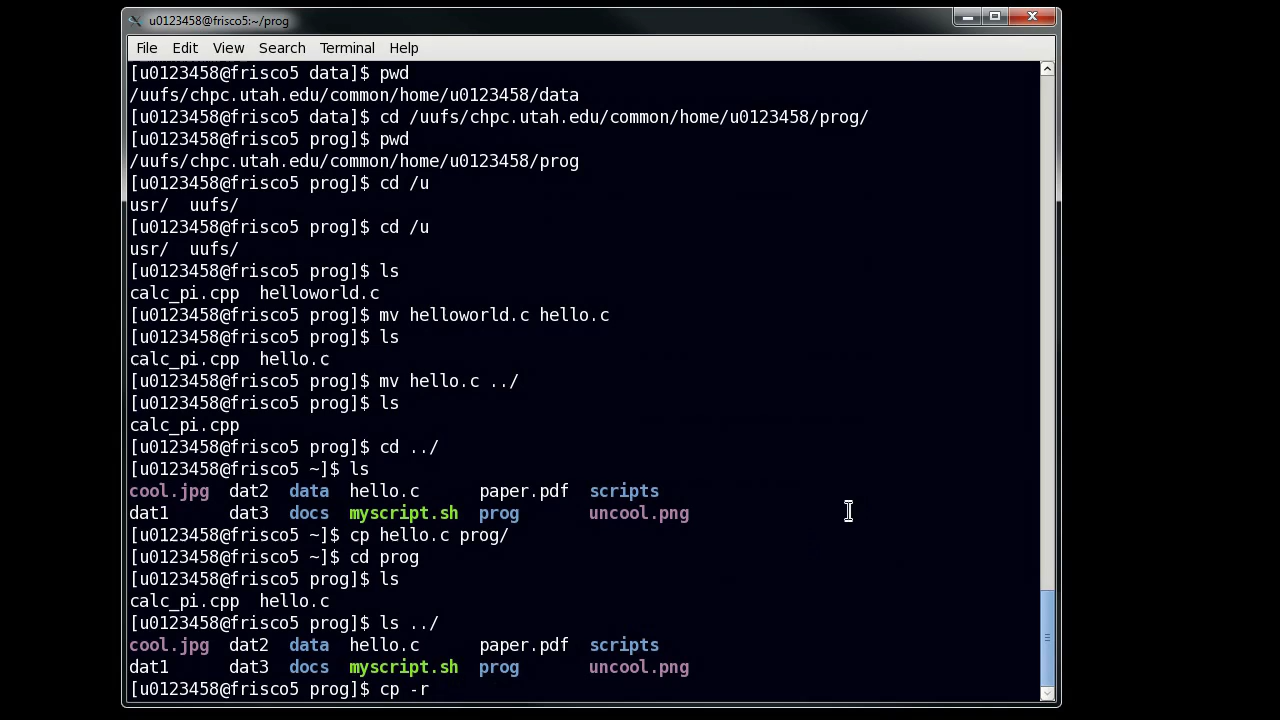 u0123458@frisco5:~/prog
File Edit View Search Terminal Help
[u0123458@frisco5 data]$ pwd
/uufs/chpc.utah.edu/common/home/u0123458/data
[u0123458@frisco5 data]$ cd /uufs/chpc.utah.edu/common/home/u0123458/prog/
[u0123458@frisco5 prog]$ pwd
/uufs/chpc.utah.edu/common/home/u0123458/prog
[u0123458@frisco5 prog]$ cd /u
usr/  uufs/
[u0123458@frisco5 prog]$ cd /u
usr/  uufs/
[u0123458@frisco5 prog]$ ls
calc_pi.cpp  helloworld.c
[u0123458@frisco5 prog]$ mv helloworld.c hello.c
[u0123458@frisco5 prog]$ ls
calc_pi.cpp  hello.c
[u0123458@frisco5 prog]$ mv hello.c ../
[u0123458@frisco5 prog]$ ls
calc_pi.cpp
[u0123458@frisco5 prog]$ cd ../
[u0123458@frisco5 ~]$ ls
cool.jpg  dat2  data  hello.c      paper.pdf  scripts
dat1      dat3  docs  myscript.sh  prog       uncool.png
[u0123458@frisco5 ~]$ cp hello.c prog/
[u0123458@frisco5 ~]$ cd prog
[u0123458@frisco5 prog]$ ls
calc_pi.cpp  hello.c
[u0123458@frisco5 prog]$ ls ../
cool.jpg  dat2  data  hello.c      paper.pdf  scripts
dat1      dat3  docs  myscript.sh  prog       uncool.png
[u0123458@frisco5 prog]$ cp -r